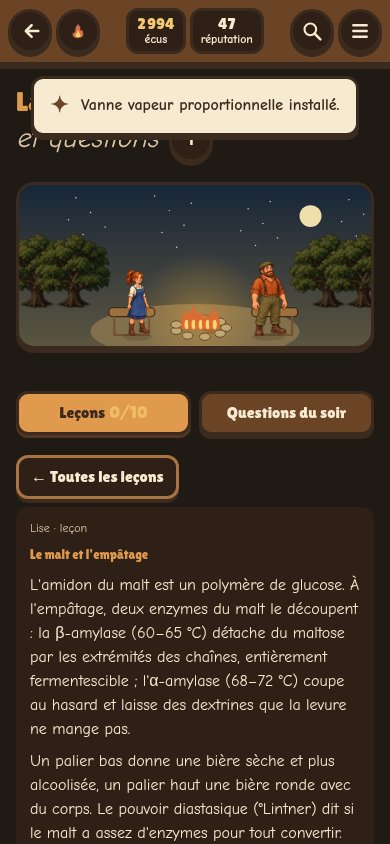 2 994
écus
47
réputation
Vanne vapeur proportionnelle installé.
et questions
Leçons 0/10
Questions du soir
← Toutes les leçons
Lise · leçon
Le malt et l'empâtage
L'amidon du malt est un polymère de glucose. À
l'empâtage, deux enzymes du malt le découpent
: la β-amylase (60–65 °C) détache du maltose
par les extrémités des chaînes, entièrement
fermentescible ; l'α-amylase (68–72 °C) coupe
au hasard et laisse des dextrines que la levure
ne mange pas.
Un palier bas donne une bière sèche et plus
alcoolisée, un palier haut une bière ronde avec
du corps. Le pouvoir diastasique (°Lintner) dit si
le malt a assez d'enzymes pour tout convertir.